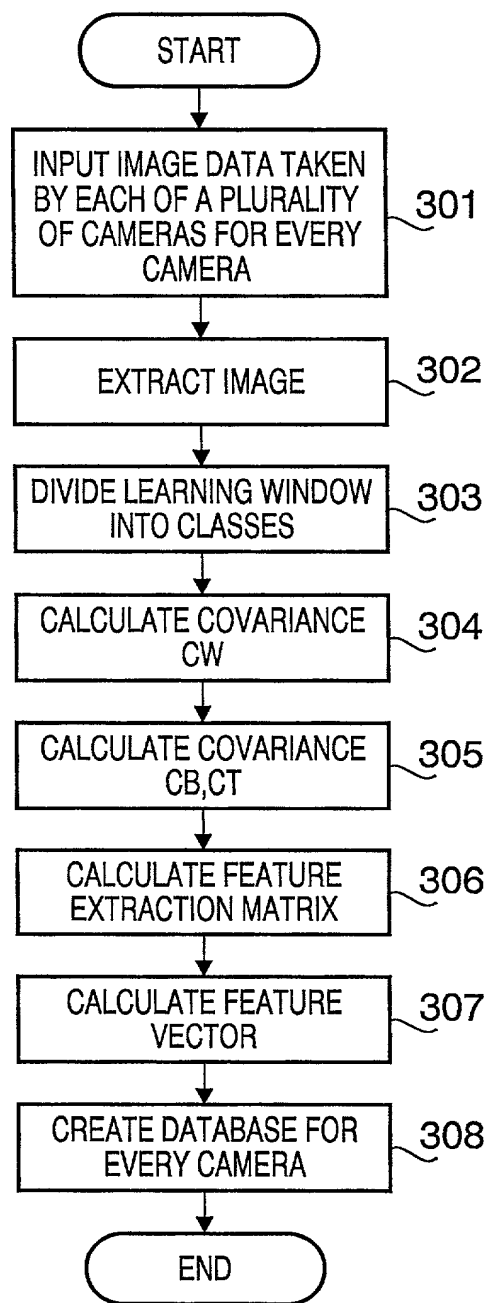 START
INPUT IMAGE DATA TAKEN
BY EACH OF A PLURALITY
OF CAMERAS FOR EVERY
CAMERA
301
EXTRACT IMAGE
302
DIVIDE LEARNING WINDOW
INTO CLASSES
303
CALCULATE COVARIANCE
CW
304
CALCULATE COVARIANCE
CB,CT
305
CALCULATE FEATURE
EXTRACTION MATRIX
306
CALCULATE FEATURE
VECTOR
307
CREATE DATABASE FOR
EVERY CAMERA
308
END